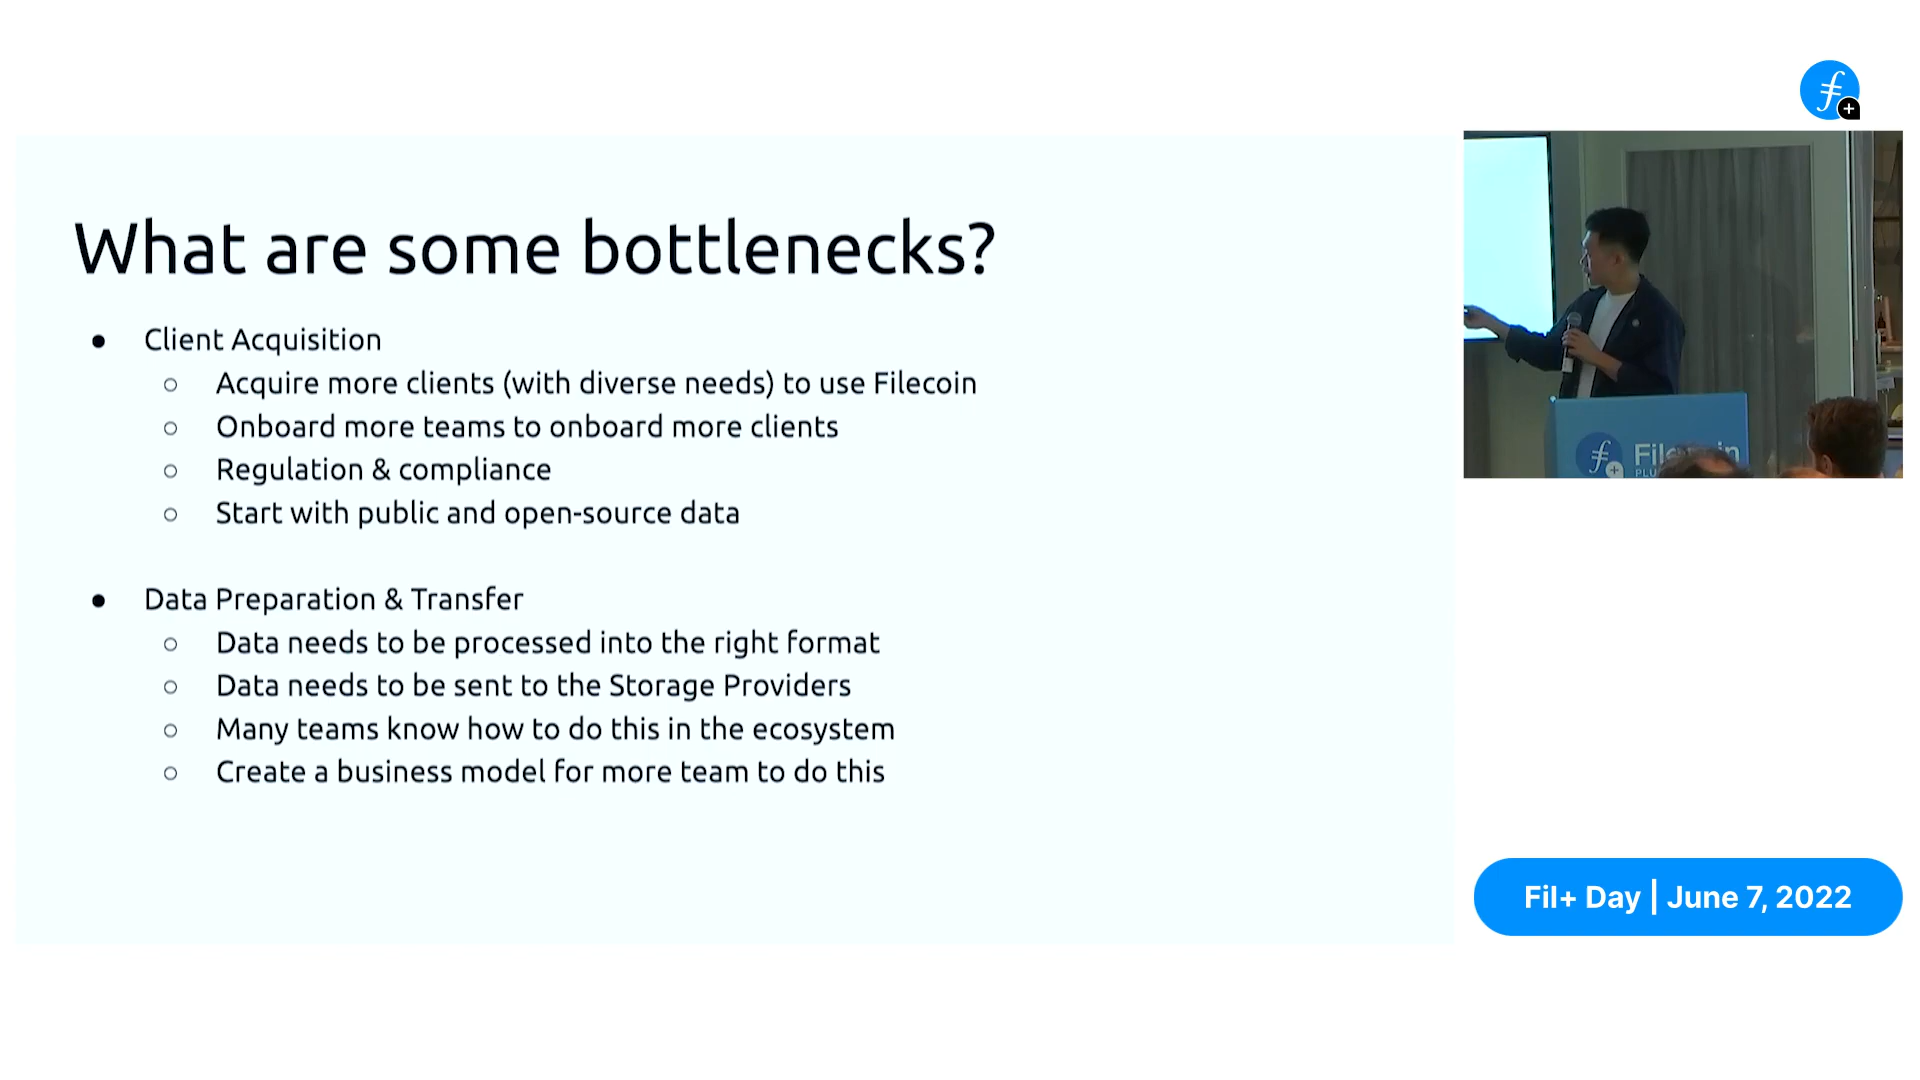 What are some bottlenecks?
● Client Acquisition
○ Acquire more clients (with diverse needs) to use Filecoin
○ Onboard more teams to onboard more clients
○ Regulation & compliance
○ Start with public and open-source data
● Data Preparation & Transfer
○ Data needs to be processed into the right format
○ Data needs to be sent to the Storage Providers
○ Many teams know how to do this in the ecosystem
○ Create a business model for more team to do this
Fil+ Day | June 7, 2022